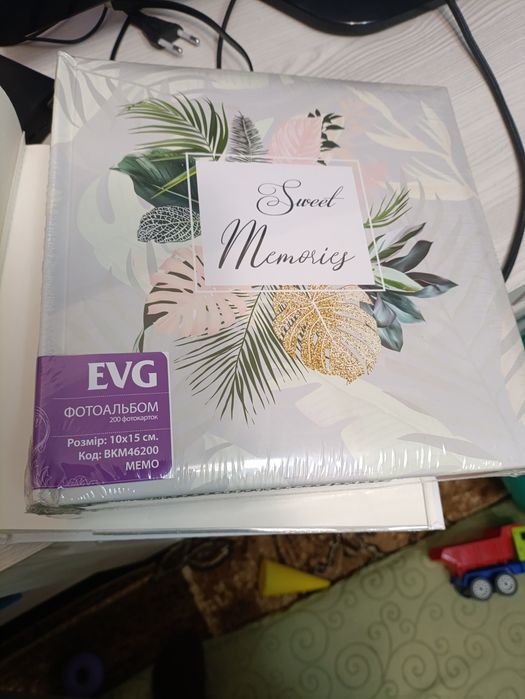 Sweet
Memories
EVG
ФОТОАЛЬБОМ
200 фотокарток
Розмір: 10x15 см.
Код: BKM46200
MEMO